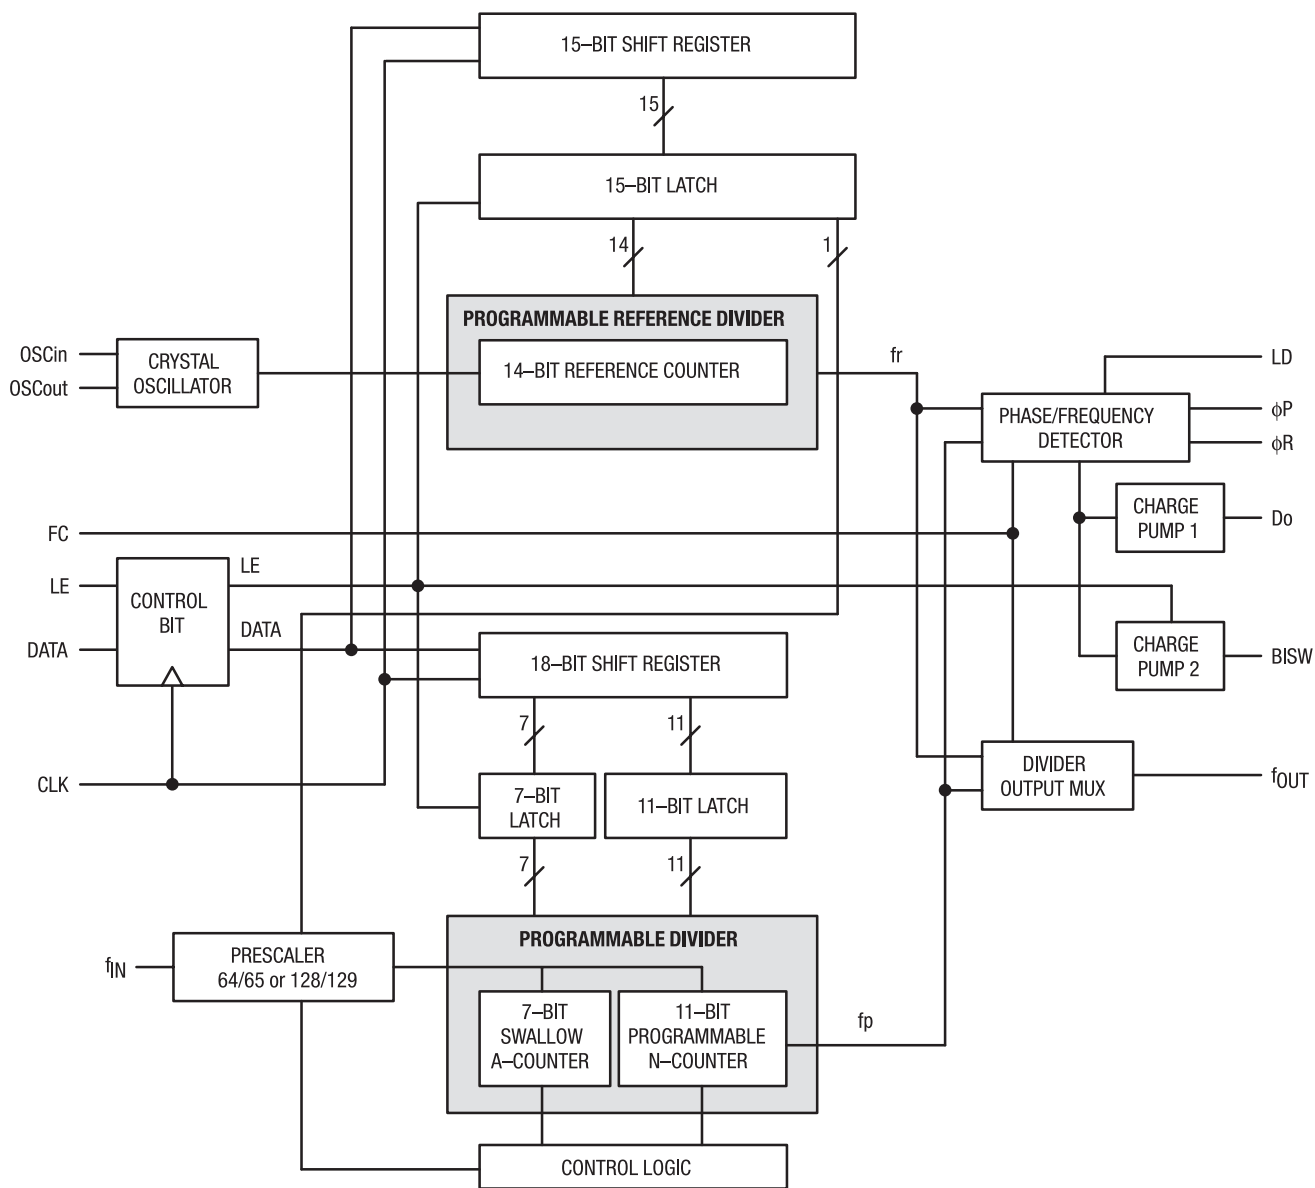 15–BIT SHIFT REGISTER
15
15–BIT LATCH
14
1
PROGRAMMABLE REFERENCE DIVIDER
14–BIT REFERENCE COUNTER
OSCin
OSCout
CRYSTAL
OSCILLATOR
fr
LD
PHASE/FREQUENCY
DETECTOR
ϕP
ϕR
CHARGE
PUMP 1
Do
FC
LE
DATA
CONTROL
BIT
LE
DATA
18–BIT SHIFT REGISTER
CHARGE
PUMP 2
BISW
7
11
CLK
7–BIT
LATCH
11–BIT LATCH
DIVIDER
OUTPUT MUX
fOUT
7
11
PROGRAMMABLE DIVIDER
fIN
PRESCALER
64/65 or 128/129
7–BIT
SWALLOW
A–COUNTER
11–BIT
PROGRAMMABLE
N–COUNTER
fp
CONTROL LOGIC